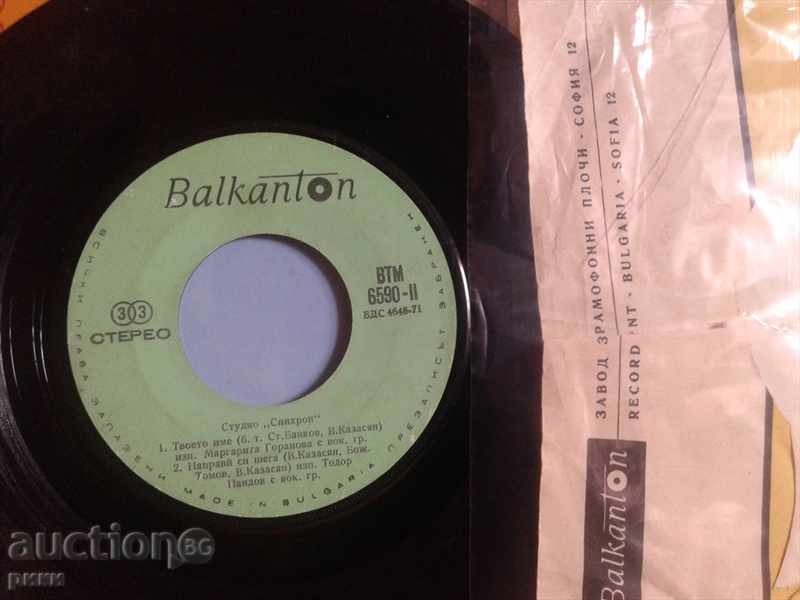 Balkanton
ВТМ
6590-II
БДС 4648-71
33
СТЕРЕО
Студио „Синхрон“
1. Твоето име (б. т. Ст. Банков, В. Казасян)
изп. Маргарита Горанова с вок. гр.
2. Направи си шега (В. Казасян, Бож.
Томов, В. Казасян) изп. Тодор
Пандов с вок. гр.
ВСИЧКИ ПРАВА ЗАПАЗЕНИ MADE IN BULGARIA ПРЕЗАПИСЪТ ЗАБРАНЕН
ЗАВОД ЗРАМОФОННИ ПЛОЧИ · СОФИЯ 12
RECORD NT · BULGARIA · SOFIA 12
Balkanton
auction BG
рики